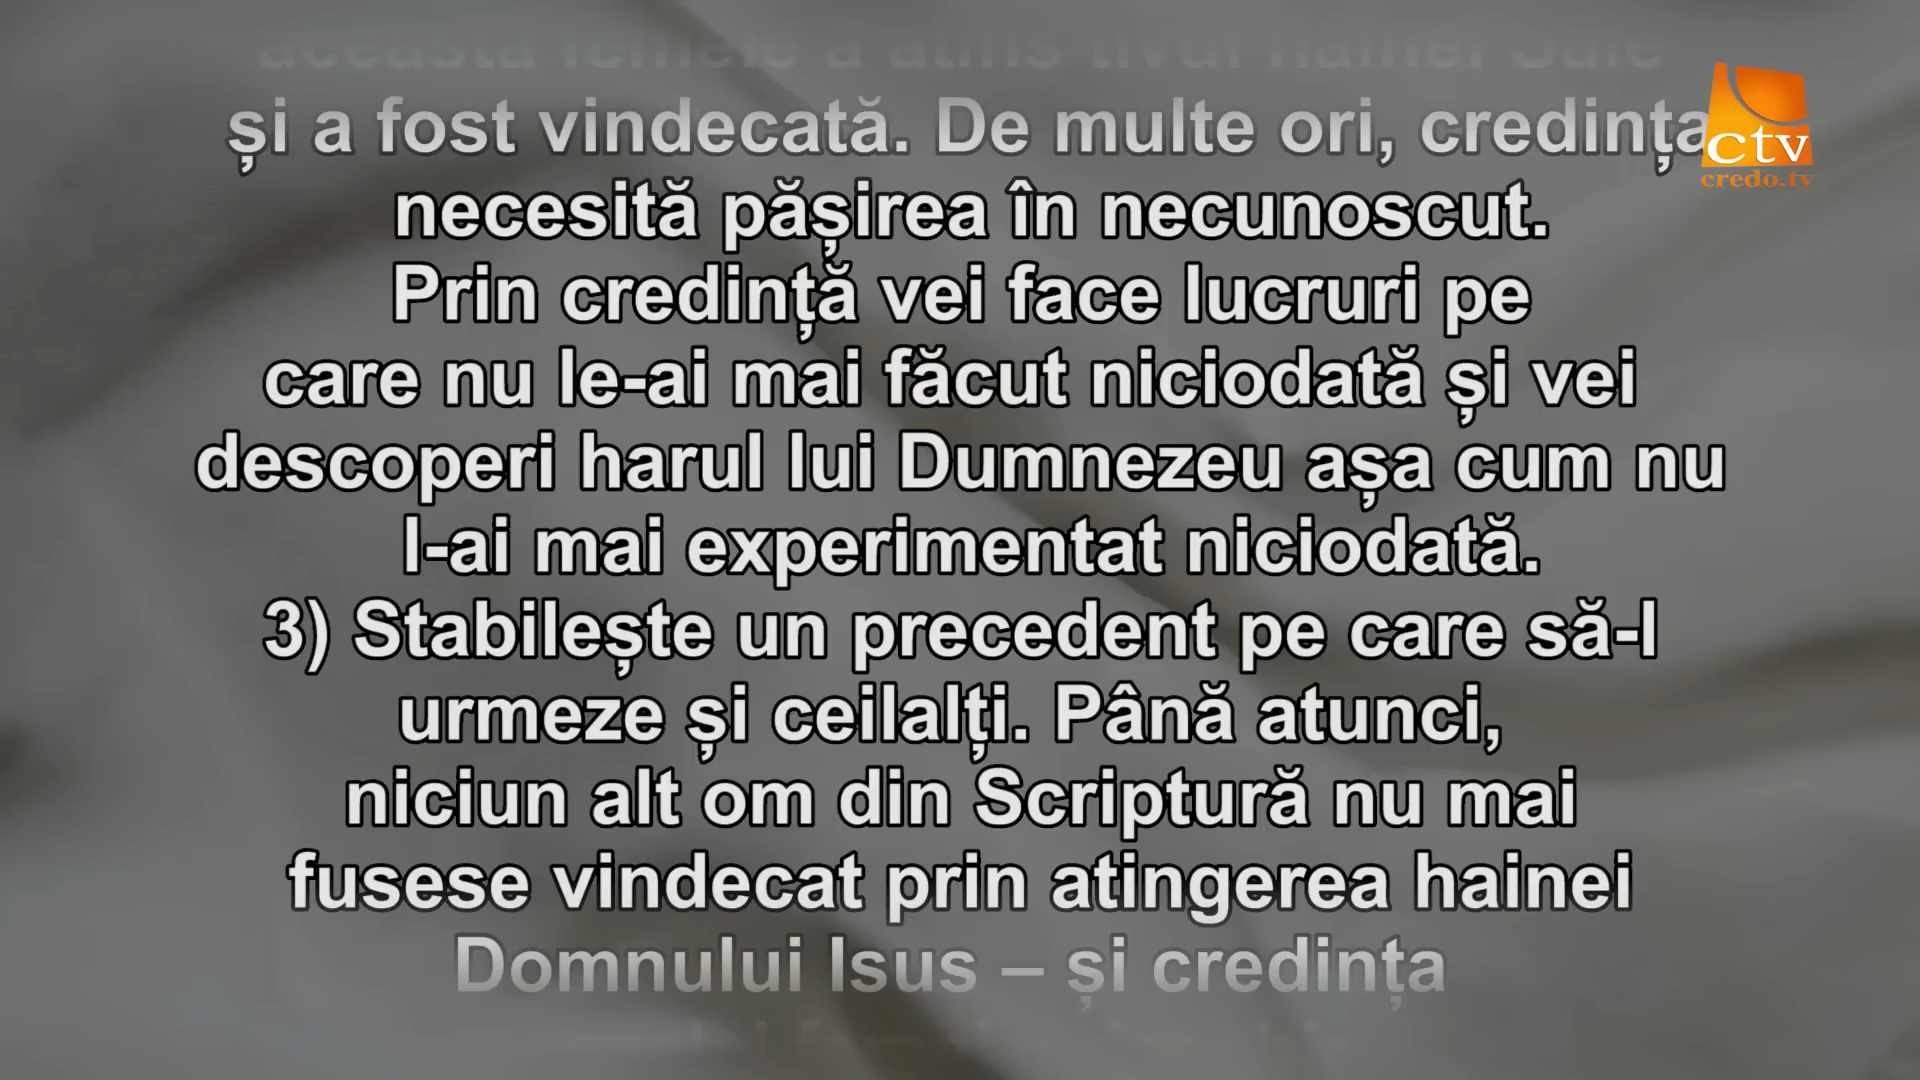 această femeie a atins tivul hainei Sale
și a fost vindecată. De multe ori, credința
necesită pășirea în necunoscut.
Prin credință vei face lucruri pe
care nu le-ai mai făcut niciodată și vei
descoperi harul lui Dumnezeu așa cum nu
l-ai mai experimentat niciodată.
3) Stabilește un precedent pe care să-l
urmeze și ceilalți. Până atunci,
niciun alt om din Scriptură nu mai
fusese vindecat prin atingerea hainei
Domnului Isus – și credința
ctv
credo.tv